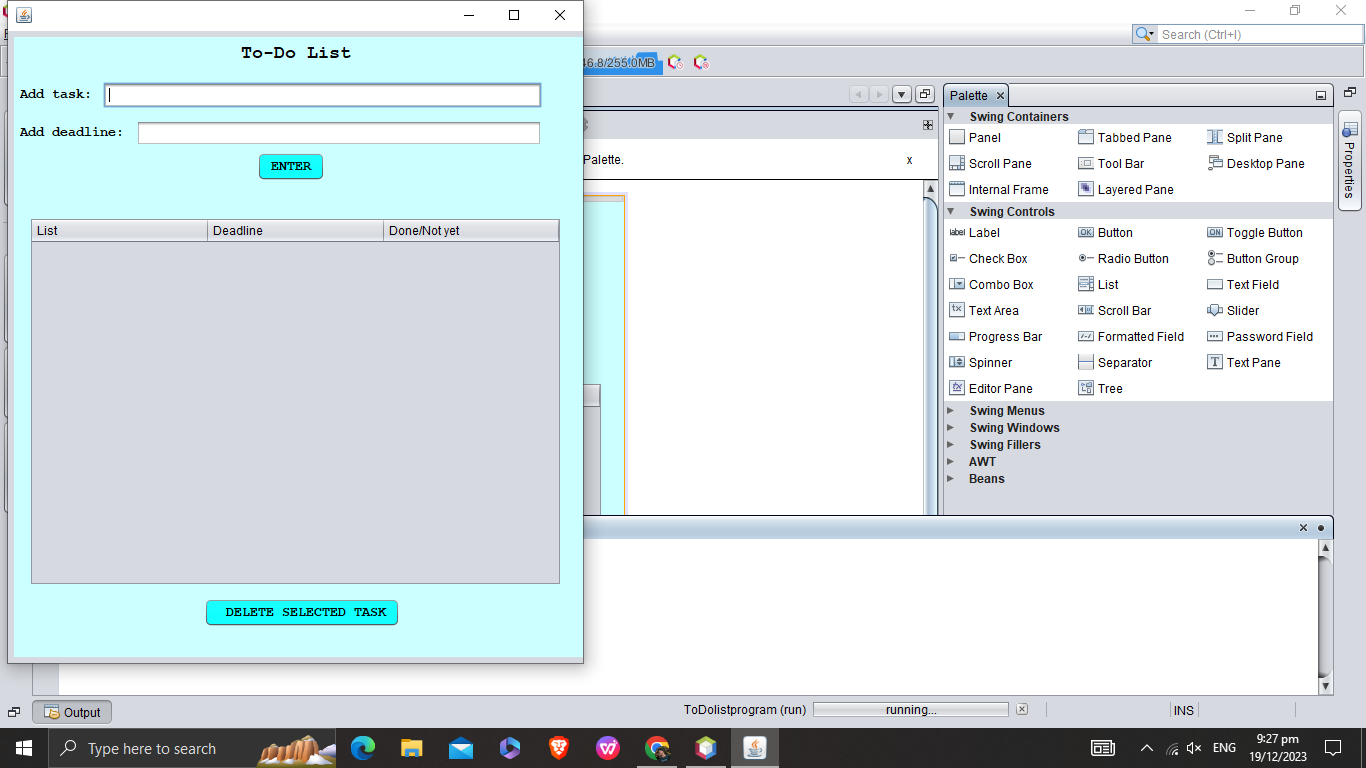 To-Do List
Add task:
Add deadline:
ENTER
List Deadline Done/Not yet
DELETE SELECTED TASK
Search (Ctrl+I)
46.8/255.0MB
Palette.
x
Palette
Swing Containers
Panel Tabbed Pane Split Pane
Scroll Pane Tool Bar Desktop Pane
Internal Frame Layered Pane
Swing Controls
label Label OK Button ON Toggle Button
Check Box Radio Button Button Group
Combo Box List Text Field
Text Area Scroll Bar Slider
Progress Bar Formatted Field Password Field
Spinner Separator T Text Pane
Editor Pane Tree
Swing Menus
Swing Windows
Swing Fillers
AWT
Beans
Properties
Output
ToDolistprogram (run) running...
INS
Type here to search
ENG
9:27 pm
19/12/2023